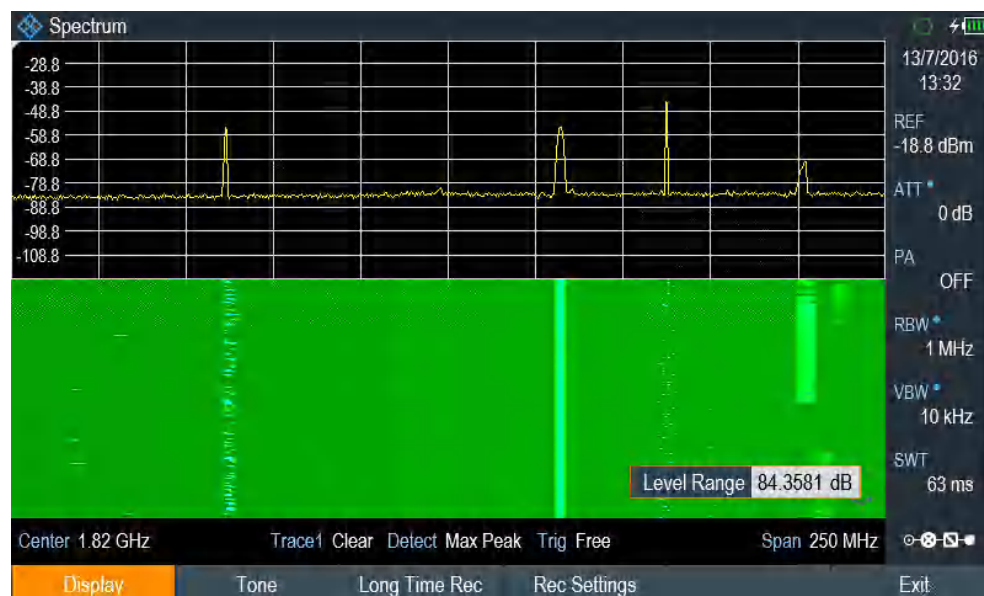 Spectrum
13/7/2016
13:32
-28.8
-38.8
-48.8
-58.8
-68.8
-78.8
-88.8
-98.8
-108.8
REF
-18.8 dBm
ATT
0 dB
PA
OFF
RBW
1 MHz
VBW
10 kHz
SWT
63 ms
Level Range 84.3581 dB
Center 1.82 GHz Trace1 Clear Detect Max Peak Trig Free Span 250 MHz
Display Tone Long Time Rec Rec Settings Exit